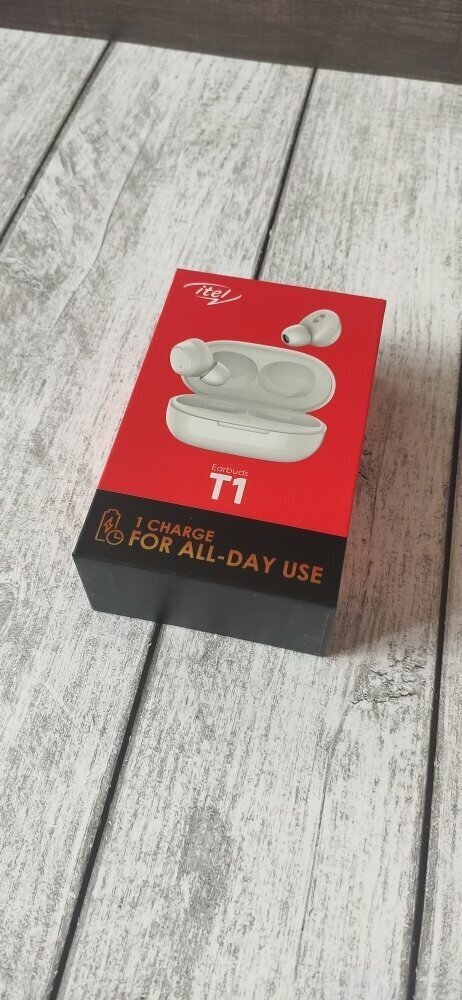 itel
Earbuds
T1
1 CHARGE
FOR ALL-DAY USE